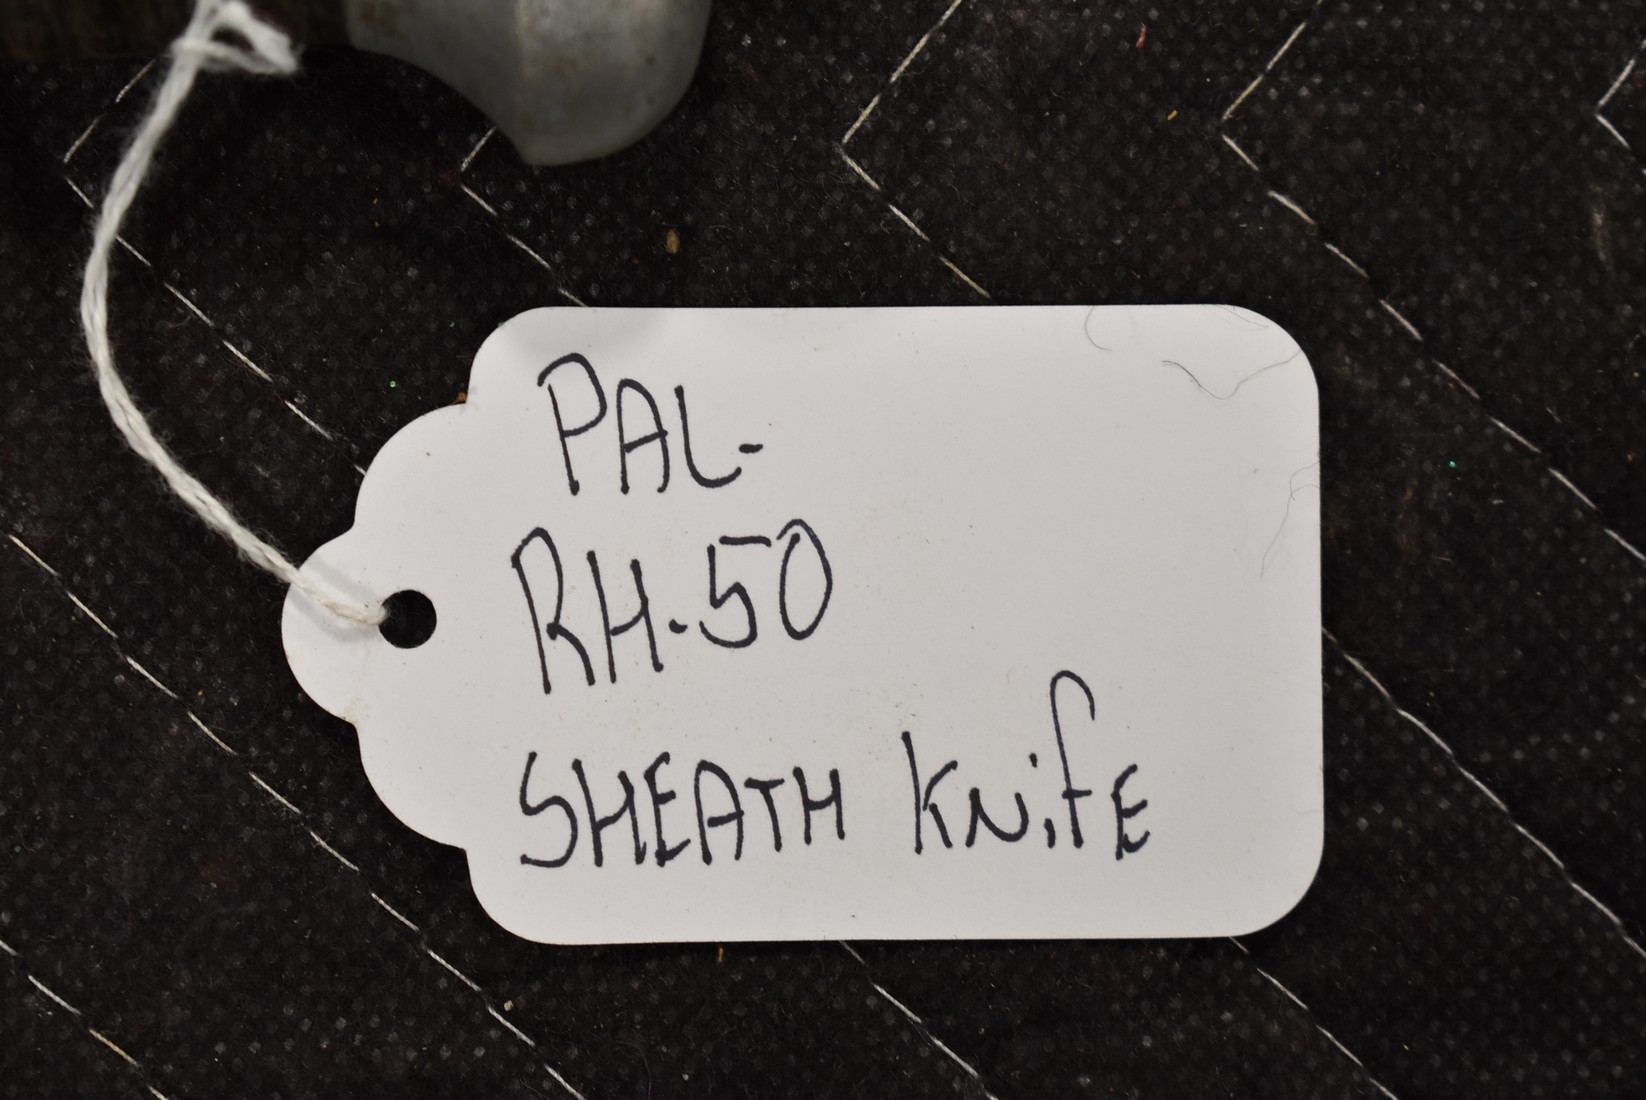 PAL-
RH-50
SHEATH KNifE